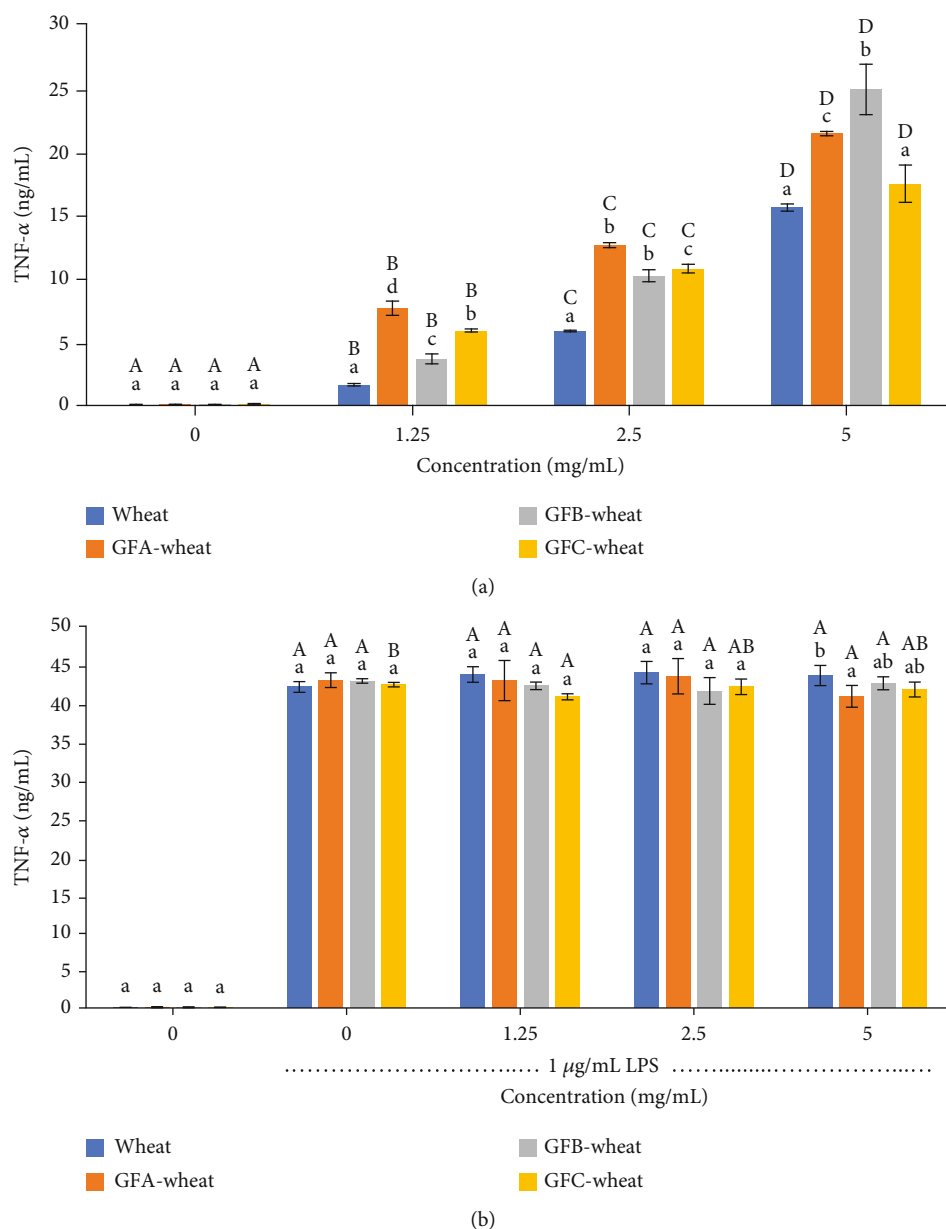 30
25
20
15
10
5
0
TNF-α (ng/mL)
A A A A
a a a a
B B B B
a d c b
C C C C
a b b c
D D D D
a c b a
0 1.25 2.5 5
Concentration (mg/mL)
Wheat GFB-wheat
GFA-wheat GFC-wheat
(a)
50
45
40
35
30
25
20
15
10
5
0
TNF-α (ng/mL)
a a a a
A A A B
a a a a
A A A A
a a a a
A A A AB
a a a a
A A A AB
b a ab ab
0 0 1.25 2.5 5
1 μg/mL LPS
Concentration (mg/mL)
Wheat GFB-wheat
GFA-wheat GFC-wheat
(b)